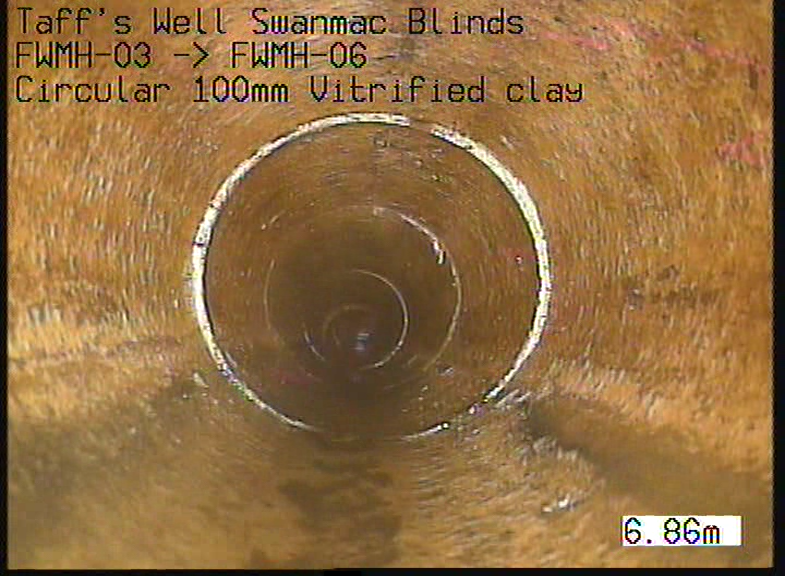 Taff's Well Swanmac Blinds
FWMH-03 -> FWMH-06
Circular 100mm Vitrified clay
6.86m